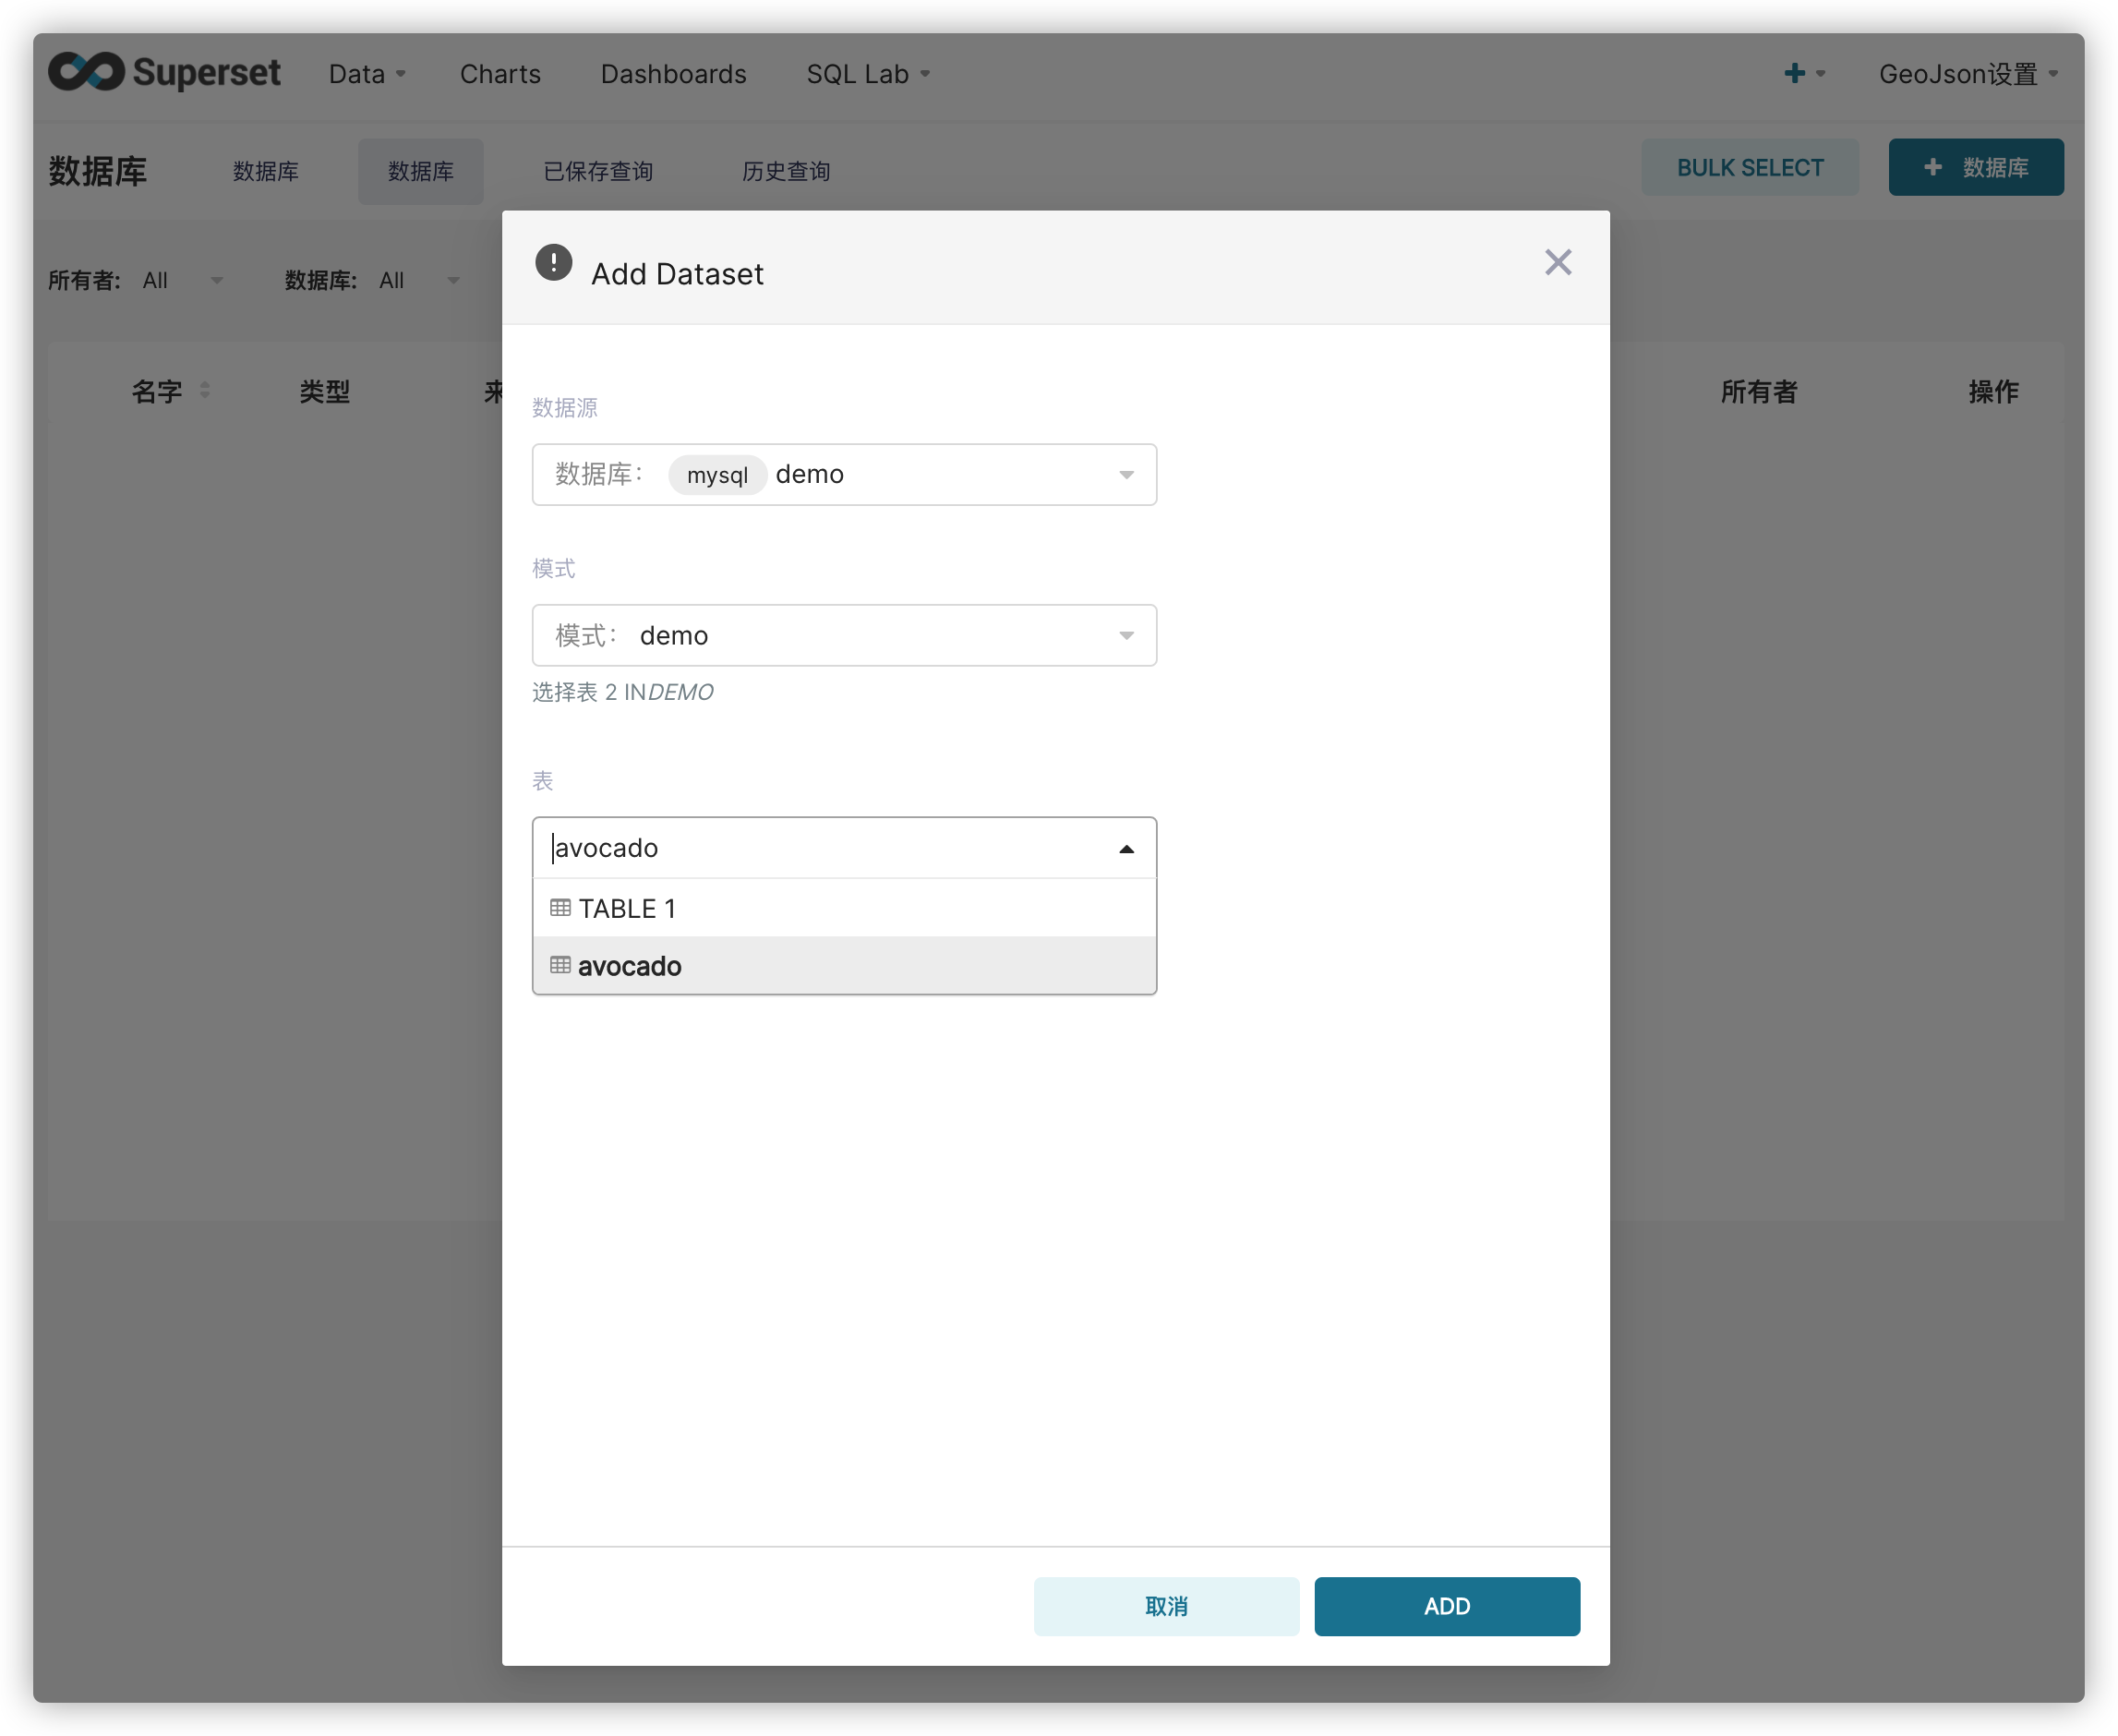 Superset Data Charts Dashboards SQL Lab GeoJson设置
数据库 数据库 数据库 已保存查询 历史查询 BULK SELECT + 数据库
Add Dataset
所有者: All 数据库: All
名字 类型 来 所有者 操作
数据源
数据库: mysql demo
模式
模式: demo
选择表 2 INDEMO
表
avocado
TABLE 1
avocado
取消 ADD